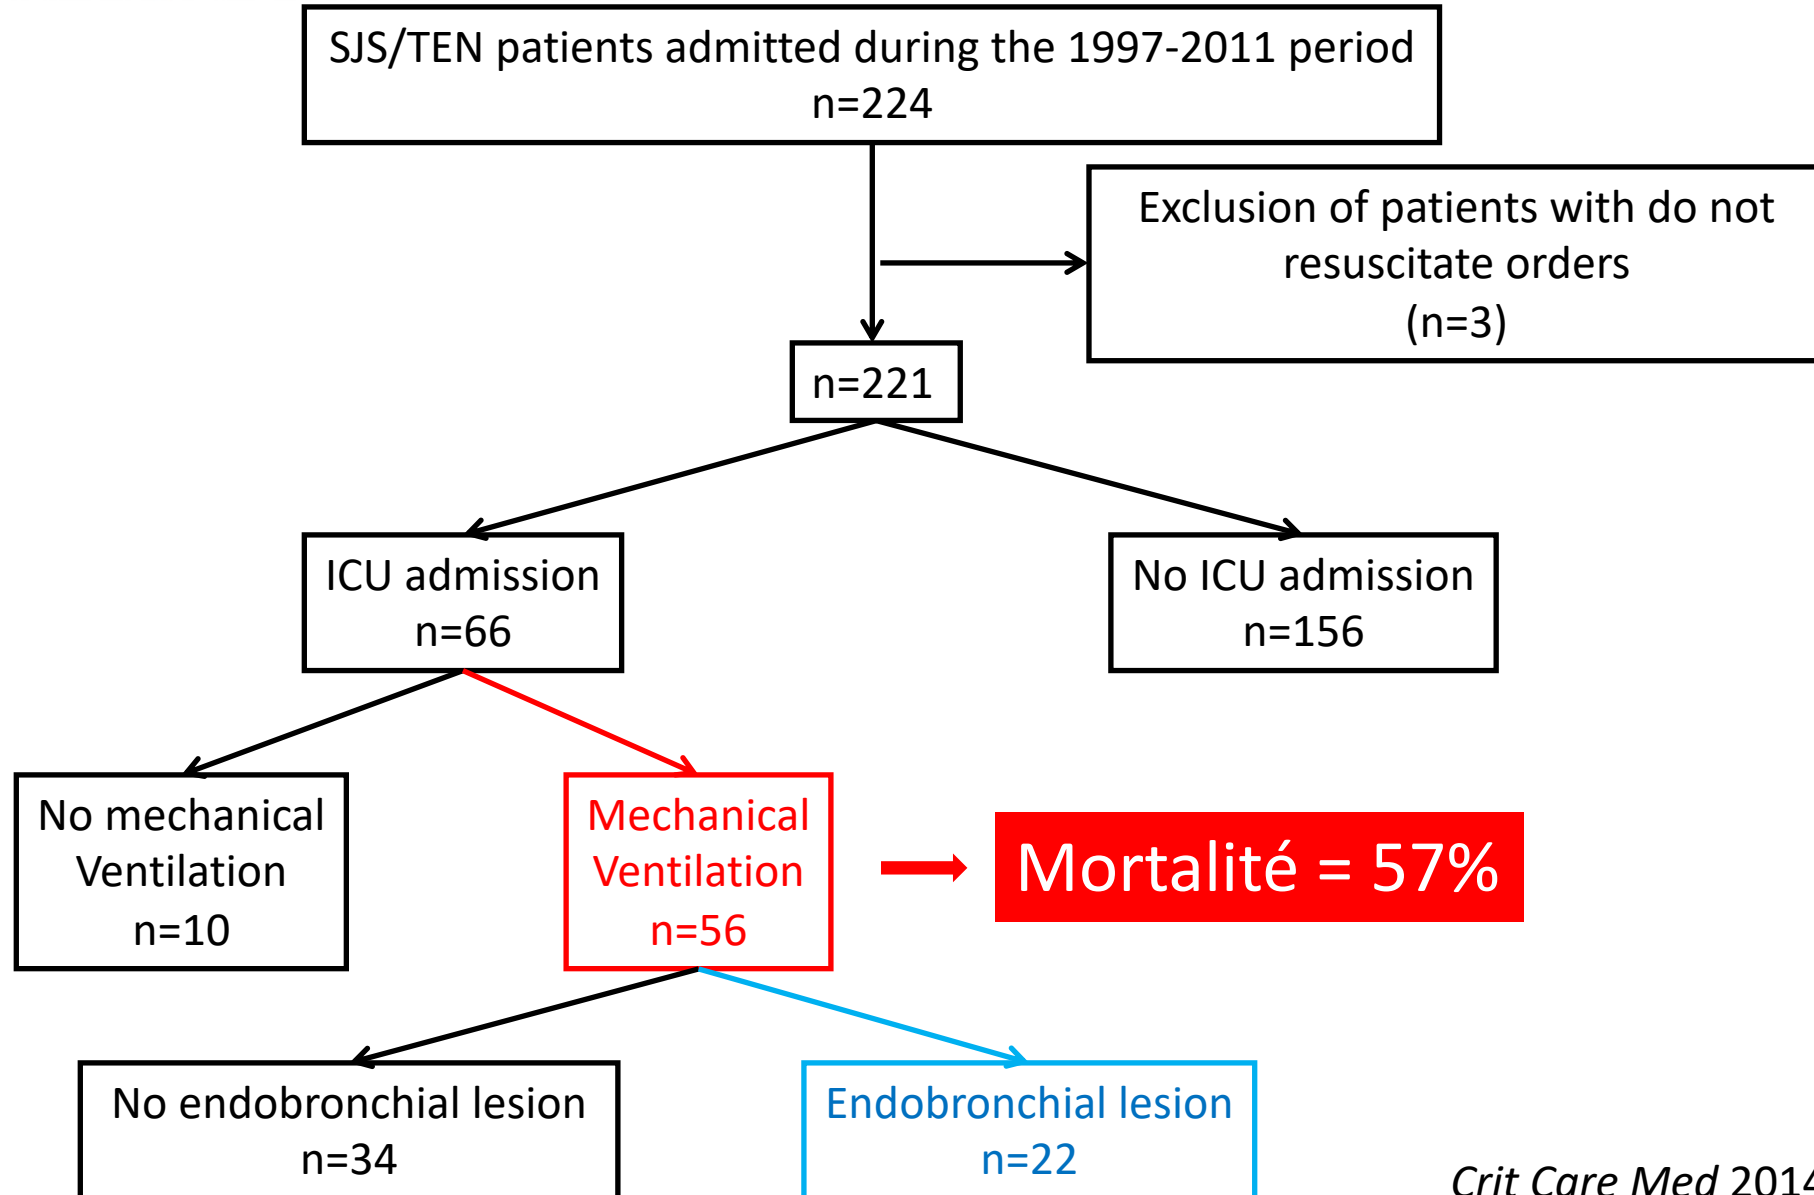 SJS/TEN patients admitted during the 1997-2011 period
n=224
Exclusion of patients with do not
resuscitate orders
(n=3)
n=221
ICU admission
n=66
No ICU admission
n=156
No mechanical
Ventilation
n=10
Mechanical
Ventilation
n=56
Mortalité = 57%
No endobronchial lesion
n=34
Endobronchial lesion
n=22
Crit Care Med 2014